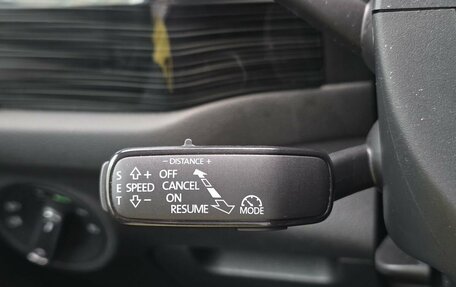 - DISTANCE +
S + OFF
E SPEED CANCEL
T - ON
RESUME MODE